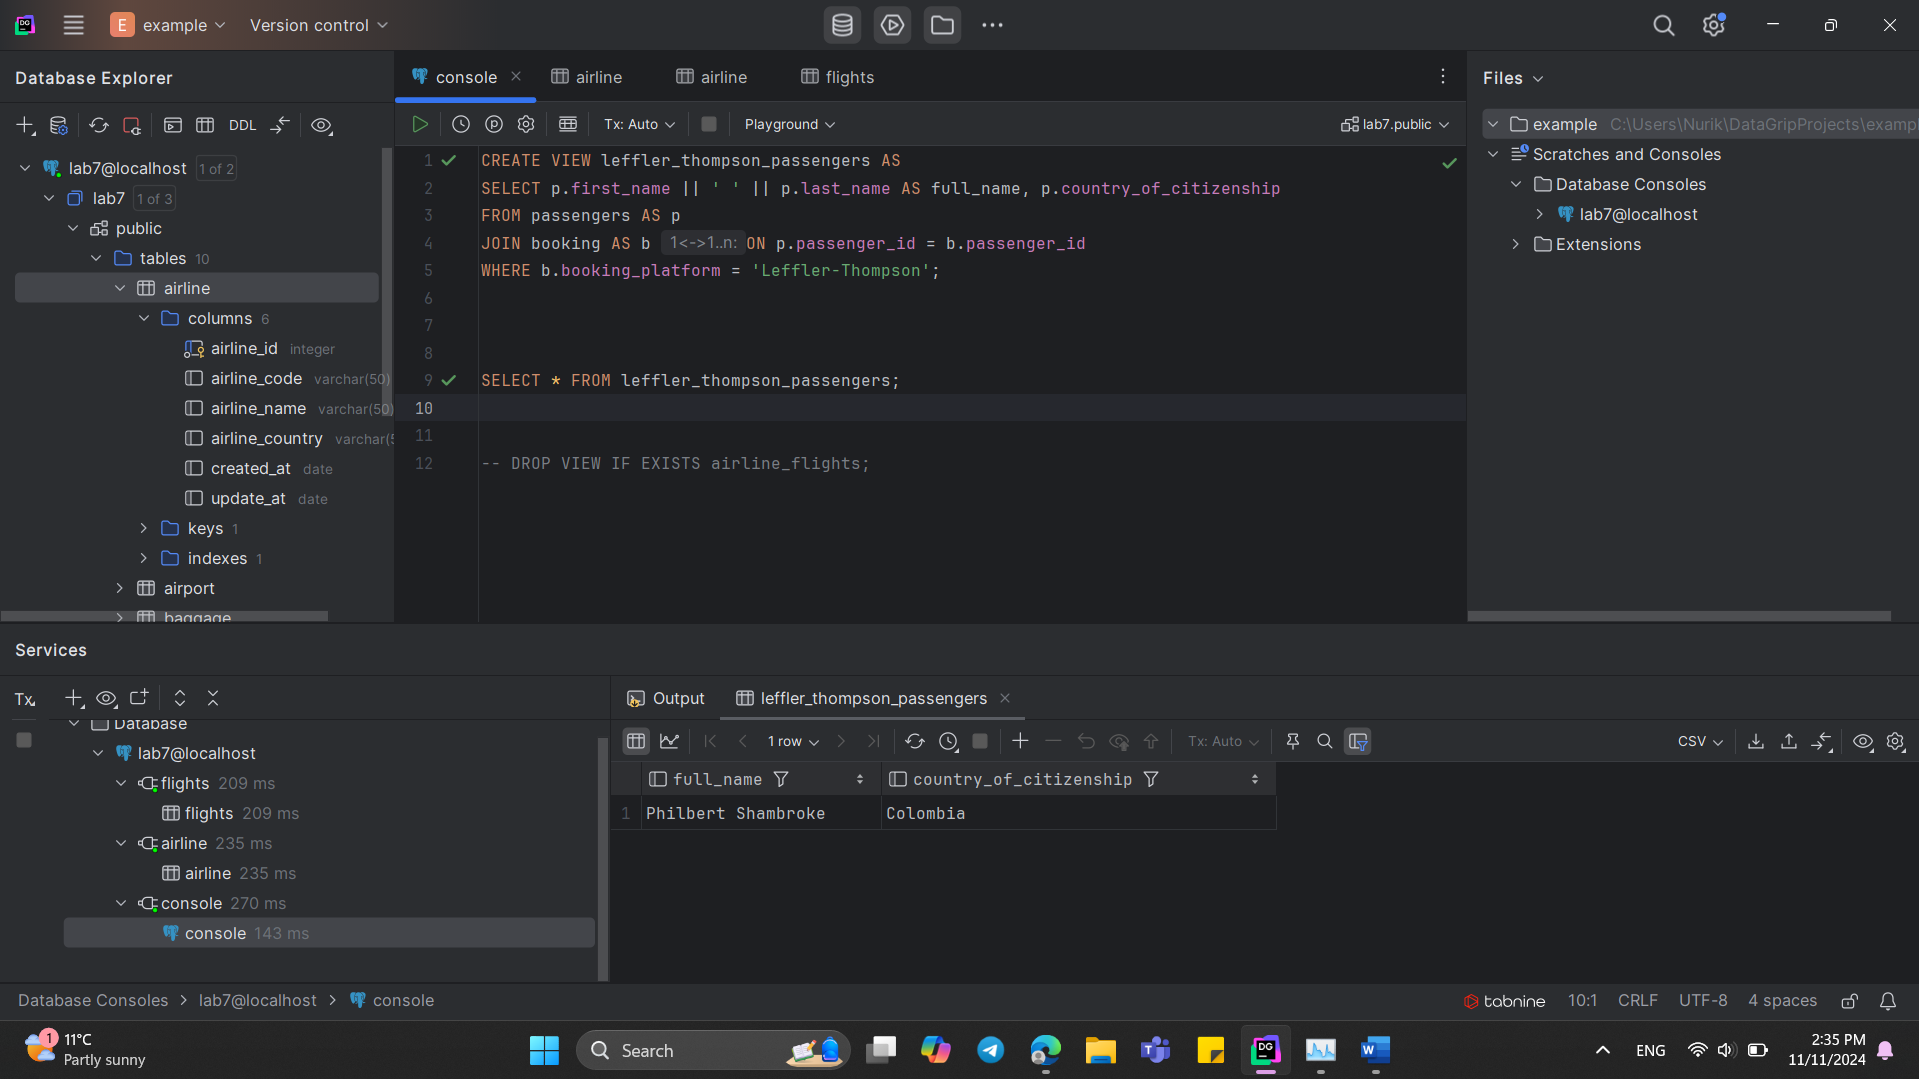 E example
Version control
Database Explorer
console
airline
airline
flights
Files
DDL
Tx: Auto
Playground
lab7.public
lab7@localhost 1 of 2
lab7 1 of 3
public
tables 10
airline
columns 6
airline_id integer
airline_code varchar(50)
airline_name varchar(50)
airline_country varchar(5
created_at date
update_at date
keys 1
indexes 1
airport
baggage
1 CREATE VIEW leffler_thompson_passengers AS
2 SELECT p.first_name || ' ' || p.last_name AS full_name, p.country_of_citizenship
3 FROM passengers AS p
4 JOIN booking AS b 1<->1..n: ON p.passenger_id = b.passenger_id
5 WHERE b.booking_platform = 'Leffler-Thompson';
6
7
8
9 SELECT * FROM leffler_thompson_passengers;
10
11
12 -- DROP VIEW IF EXISTS airline_flights;
example C:\Users\Nurik\DataGripProjects\exampl
Scratches and Consoles
Database Consoles
lab7@localhost
Extensions
Services
Tx
Database
lab7@localhost
flights 209 ms
flights 209 ms
airline 235 ms
airline 235 ms
console 270 ms
console 143 ms
Output
leffler_thompson_passengers
1 row
Tx: Auto
CSV
full_name country_of_citizenship
1 Philbert Shambroke Colombia
Database Consoles > lab7@localhost > console
tabnine
10:1
CRLF
UTF-8
4 spaces
1
11°C
Partly sunny
Search
DG
ENG
2:35 PM
11/11/2024